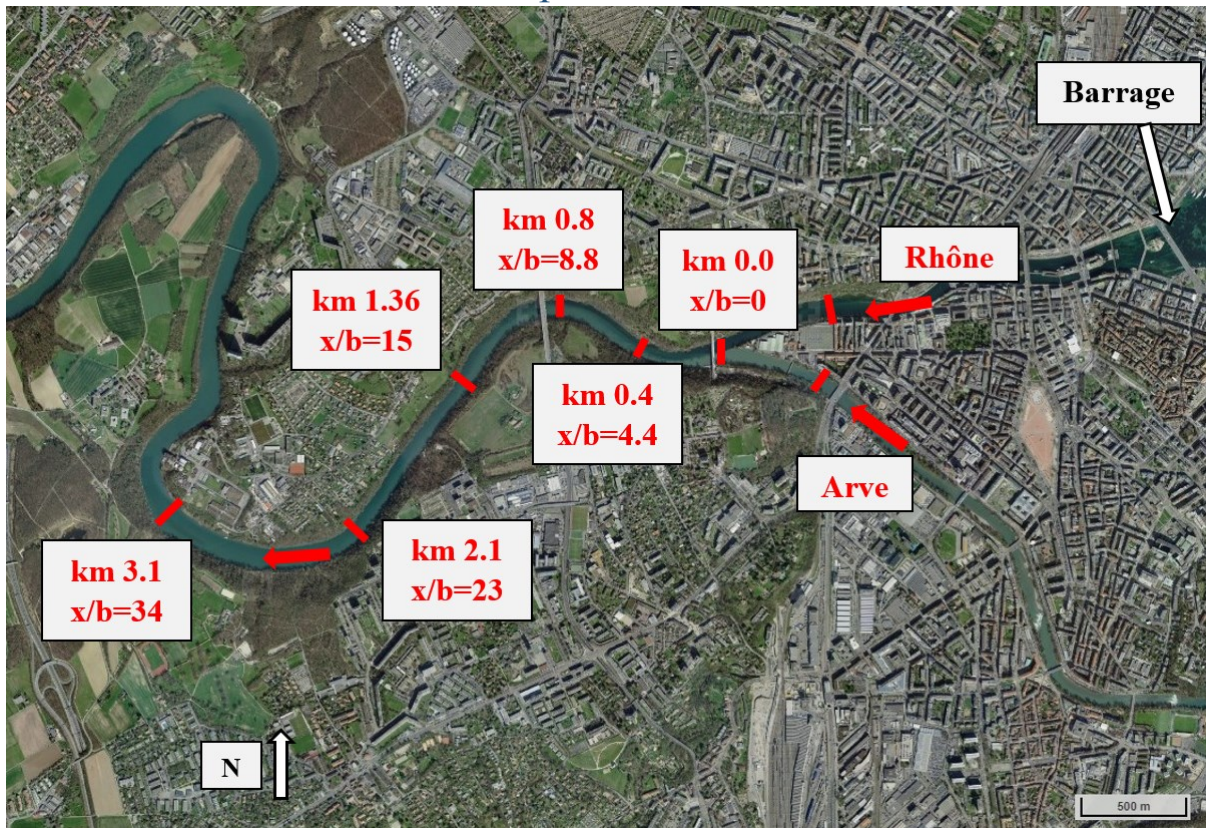 Barrage
km 0.8
x/b=8.8
km 0.0
x/b=0
Rhône
km 1.36
x/b=15
km 0.4
x/b=4.4
Arve
km 2.1
x/b=23
km 3.1
x/b=34
N
500 m